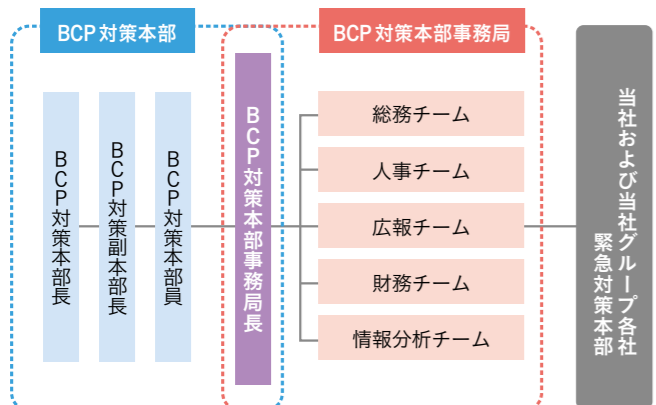 BCP対策本部
BCP対策本部事務局
BCP対策本部長
BCP対策副本部長
BCP対策本部員
BCP対策本部事務局長
総務チーム
人事チーム
広報チーム
財務チーム
情報分析チーム
当社および当社グループ各社
緊急対策本部